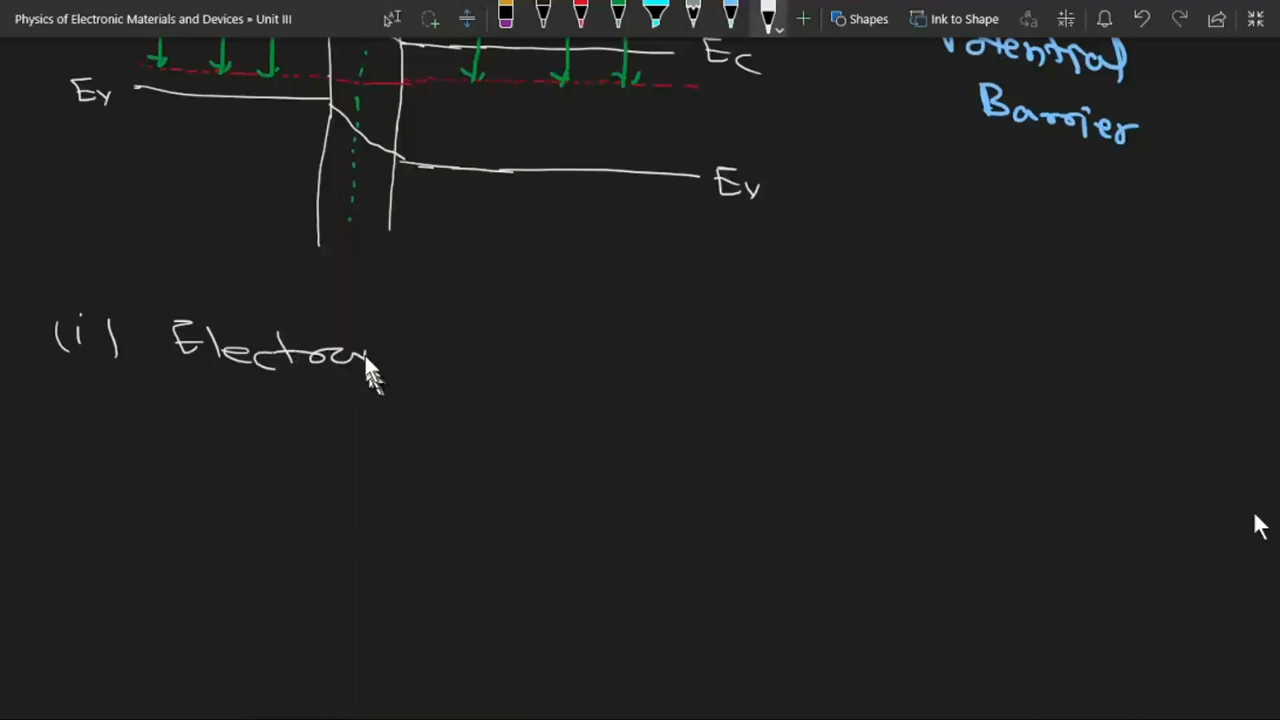 Physics of Electronic Materials and Devices » Unit III
Shapes
Ink to Shape
Ec
Potential
Ev
Barrier
Ev
(i) Electron